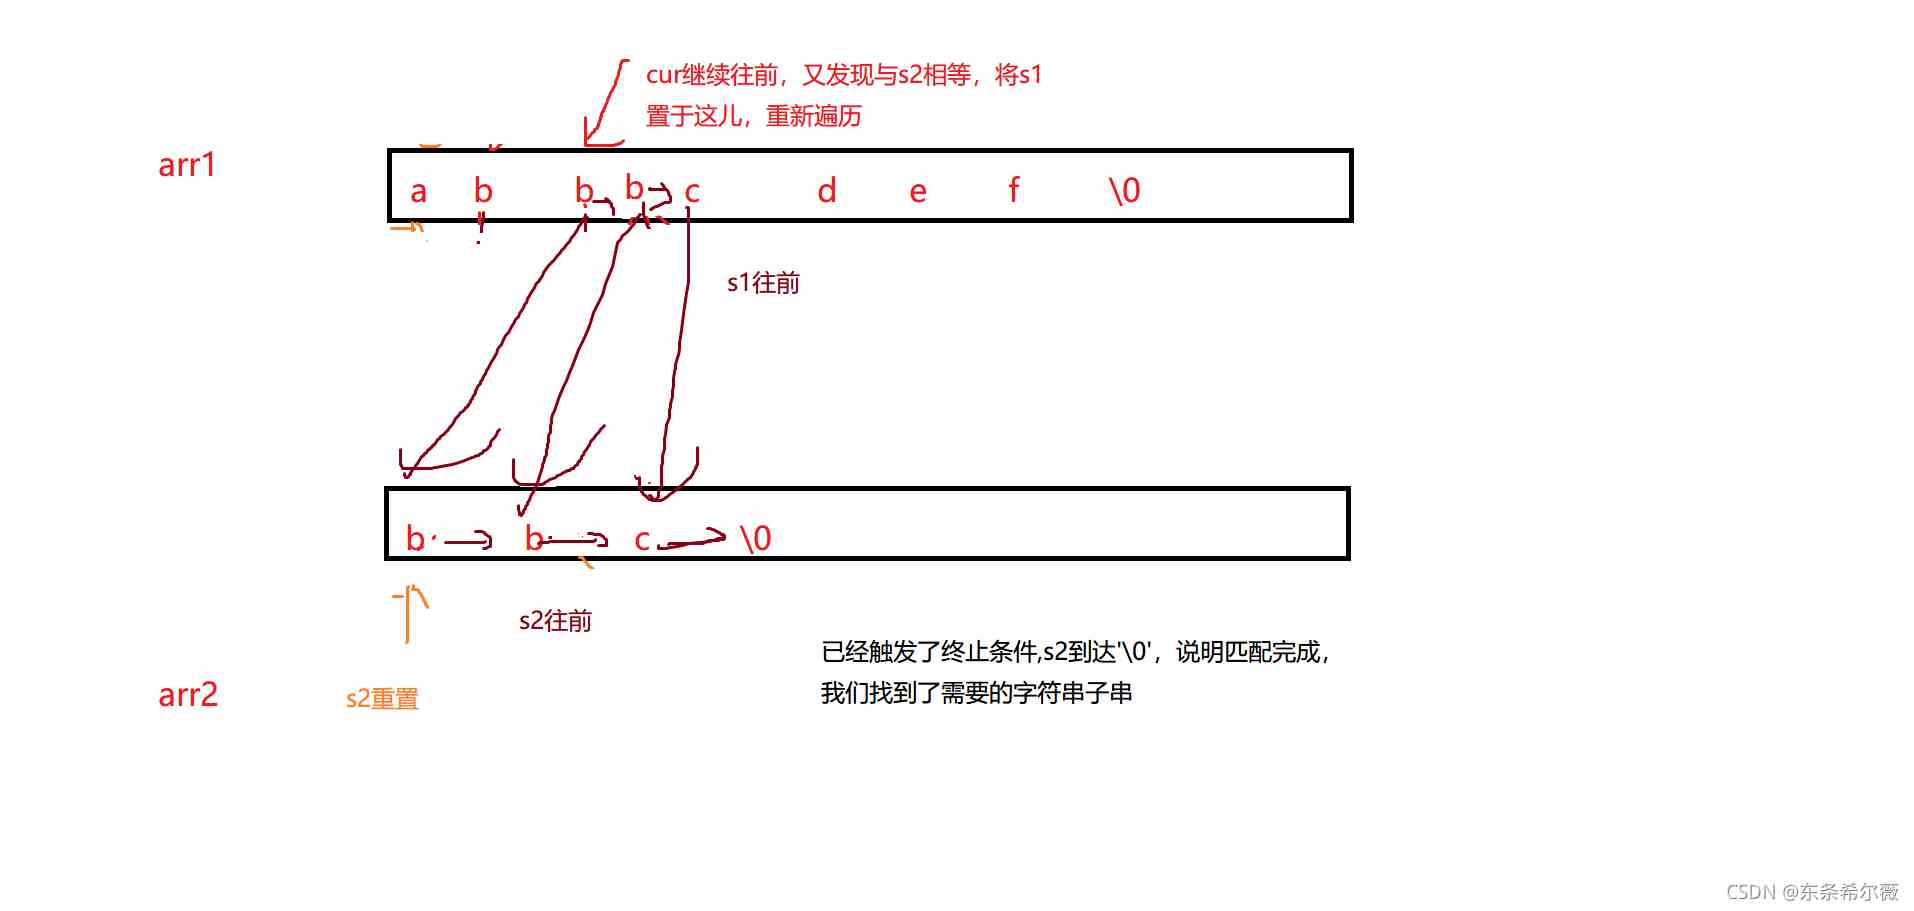 cur继续往前，又发现与s2相等，将s1
置于这儿，重新遍历
arr1
a b b b c d e f \0
s1往前
b b c \0
s2往前
已经触发了终止条件,s2到达'\0'，说明匹配完成，
我们找到了需要的字符串子串
arr2
s2重置
CSDN @东条希尔薇